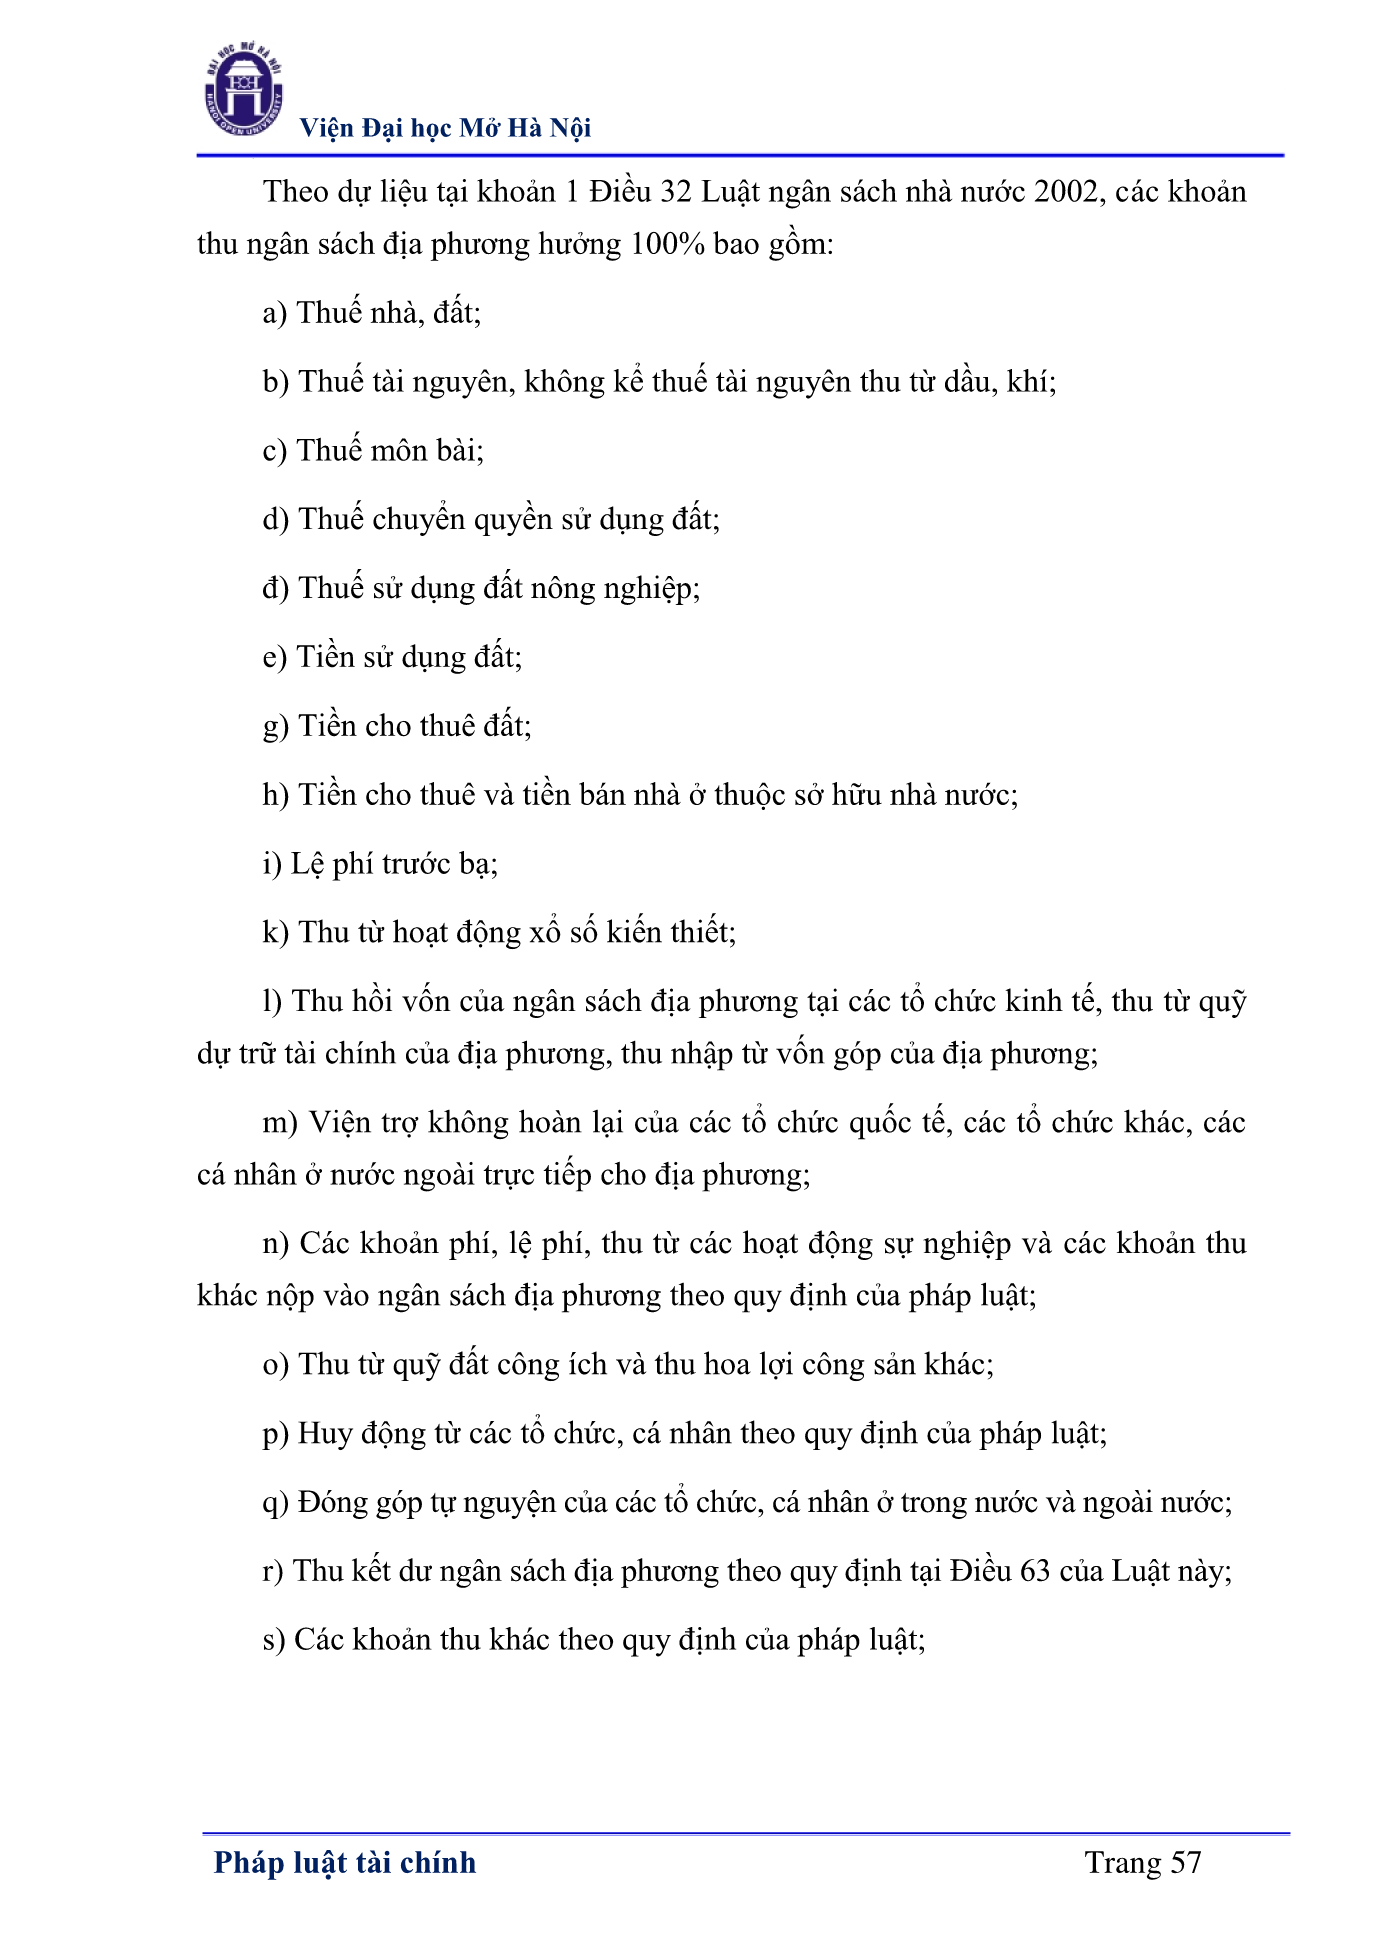 ĐẠI HỌC MỞ HÀ NỘI
HANOI OPEN UNIVERSITY
Viện Đại học Mở Hà Nội
Theo dự liệu tại khoản 1 Điều 32 Luật ngân sách nhà nước 2002, các khoản
thu ngân sách địa phương hưởng 100% bao gồm:
a) Thuế nhà, đất;
b) Thuế tài nguyên, không kể thuế tài nguyên thu từ dầu, khí;
c) Thuế môn bài;
d) Thuế chuyển quyền sử dụng đất;
đ) Thuế sử dụng đất nông nghiệp;
e) Tiền sử dụng đất;
g) Tiền cho thuê đất;
h) Tiền cho thuê và tiền bán nhà ở thuộc sở hữu nhà nước;
i) Lệ phí trước bạ;
k) Thu từ hoạt động xổ số kiến thiết;
l) Thu hồi vốn của ngân sách địa phương tại các tổ chức kinh tế, thu từ quỹ
dự trữ tài chính của địa phương, thu nhập từ vốn góp của địa phương;
m) Viện trợ không hoàn lại của các tổ chức quốc tế, các tổ chức khác, các
cá nhân ở nước ngoài trực tiếp cho địa phương;
n) Các khoản phí, lệ phí, thu từ các hoạt động sự nghiệp và các khoản thu
khác nộp vào ngân sách địa phương theo quy định của pháp luật;
o) Thu từ quỹ đất công ích và thu hoa lợi công sản khác;
p) Huy động từ các tổ chức, cá nhân theo quy định của pháp luật;
q) Đóng góp tự nguyện của các tổ chức, cá nhân ở trong nước và ngoài nước;
r) Thu kết dư ngân sách địa phương theo quy định tại Điều 63 của Luật này;
s) Các khoản thu khác theo quy định của pháp luật;
Pháp luật tài chính Trang 57